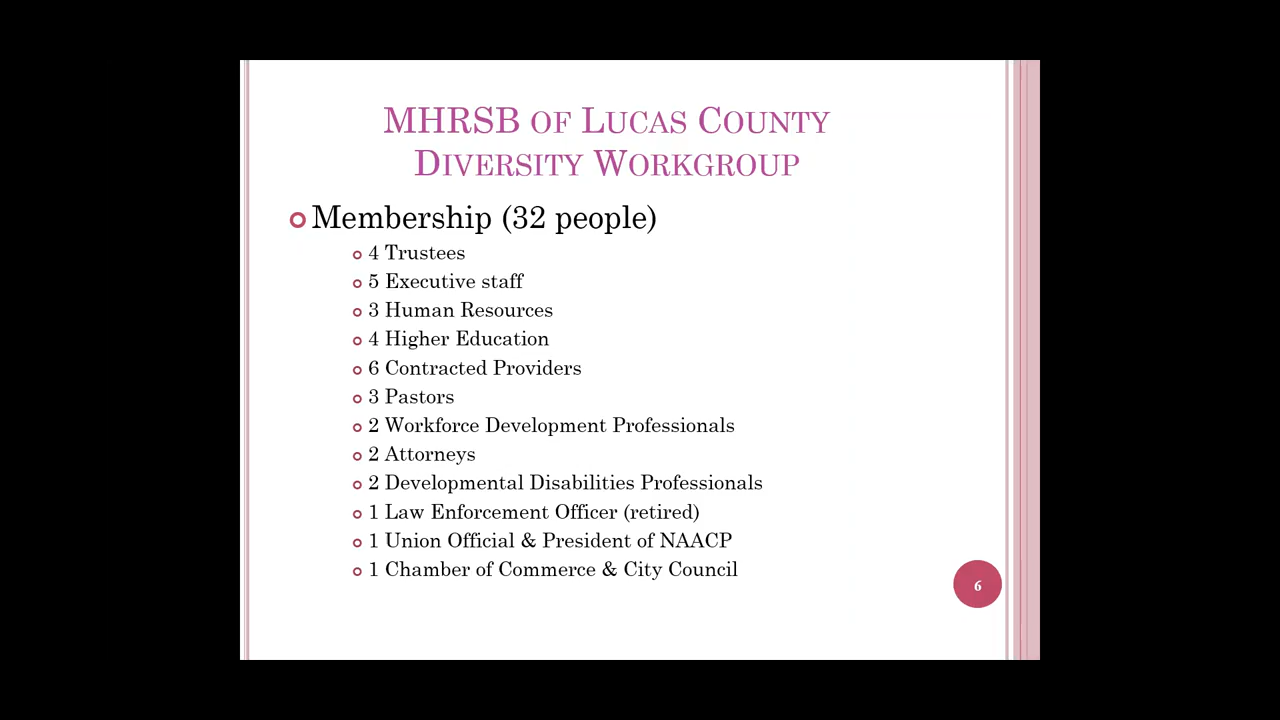 MHRSB of Lucas County
Diversity Workgroup
Membership (32 people)
4 Trustees
5 Executive staff
3 Human Resources
4 Higher Education
6 Contracted Providers
3 Pastors
2 Workforce Development Professionals
2 Attorneys
2 Developmental Disabilities Professionals
1 Law Enforcement Officer (retired)
1 Union Official & President of NAACP
1 Chamber of Commerce & City Council
6